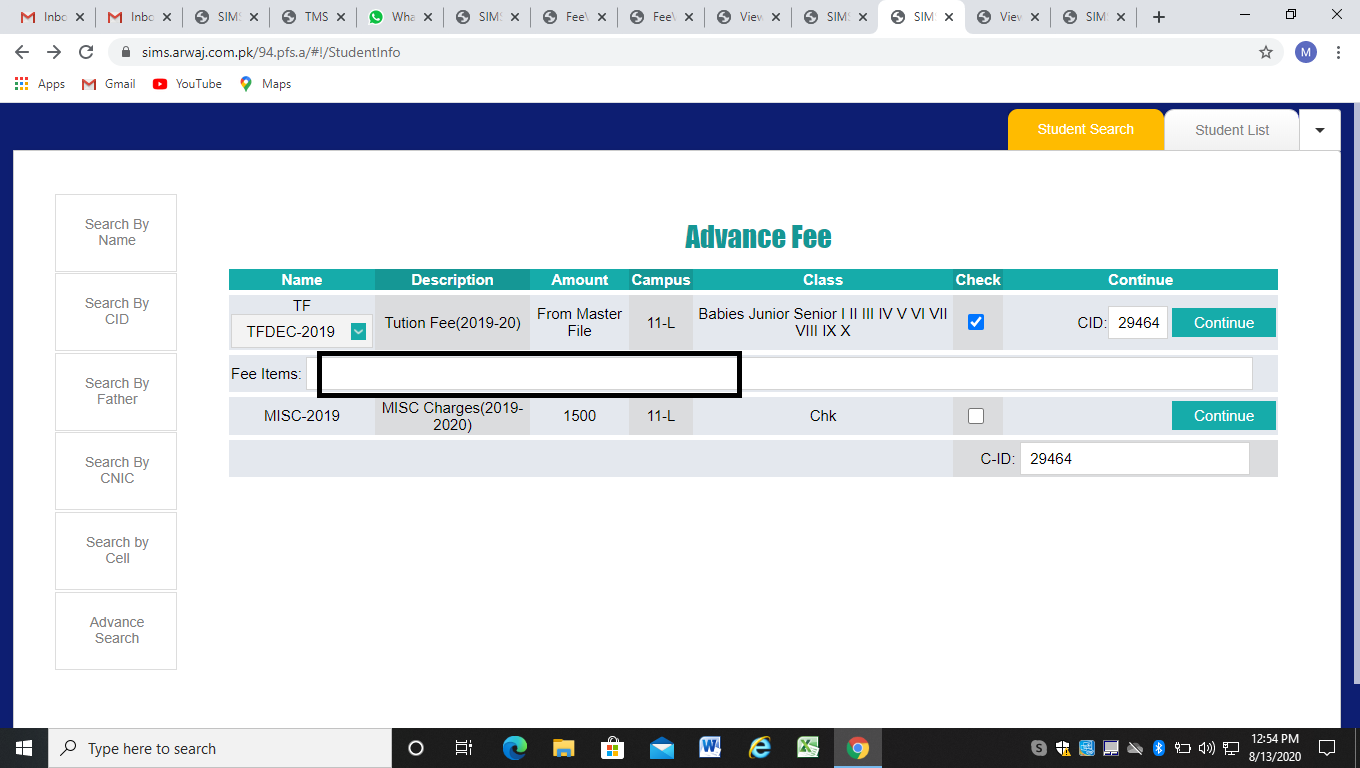 Inbo Inbo SIMS TMS Wha SIMS FeeV FeeV View SIMS SIMS View SIMS
sims.arwaj.com.pk/94.pfs.a/#!/StudentInfo M
Apps Gmail YouTube Maps
Student Search Student List
Advance Fee
Search By
Name
Search By
CID
Search By
Father
Search By
CNIC
Search by
Cell
Advance
Search
Name Description Amount Campus Class Check Continue
TF
TFDEC-2019
Tution Fee(2019-20)
From Master
File
11-L
Babies Junior Senior I II III IV V VI VII
VIII IX X
CID: 29464 Continue
Fee Items:
MISC-2019
MISC Charges(2019-
2020)
1500 11-L Chk Continue
C-ID: 29464
Type here to search
12:54 PM
8/13/2020